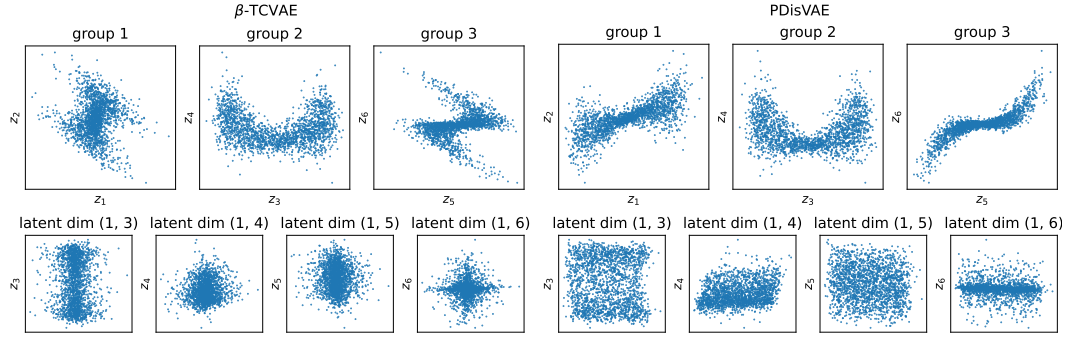 β-TCVAE
group 1
group 2
group 3
z2
z4
z6
z1
z3
z5
latent dim (1, 3)
latent dim (1, 4)
latent dim (1, 5)
latent dim (1, 6)
z3
z4
z5
z6
PDisVAE
group 1
group 2
group 3
z2
z4
z6
z1
z3
z5
latent dim (1, 3)
latent dim (1, 4)
latent dim (1, 5)
latent dim (1, 6)
z3
z4
z5
z6